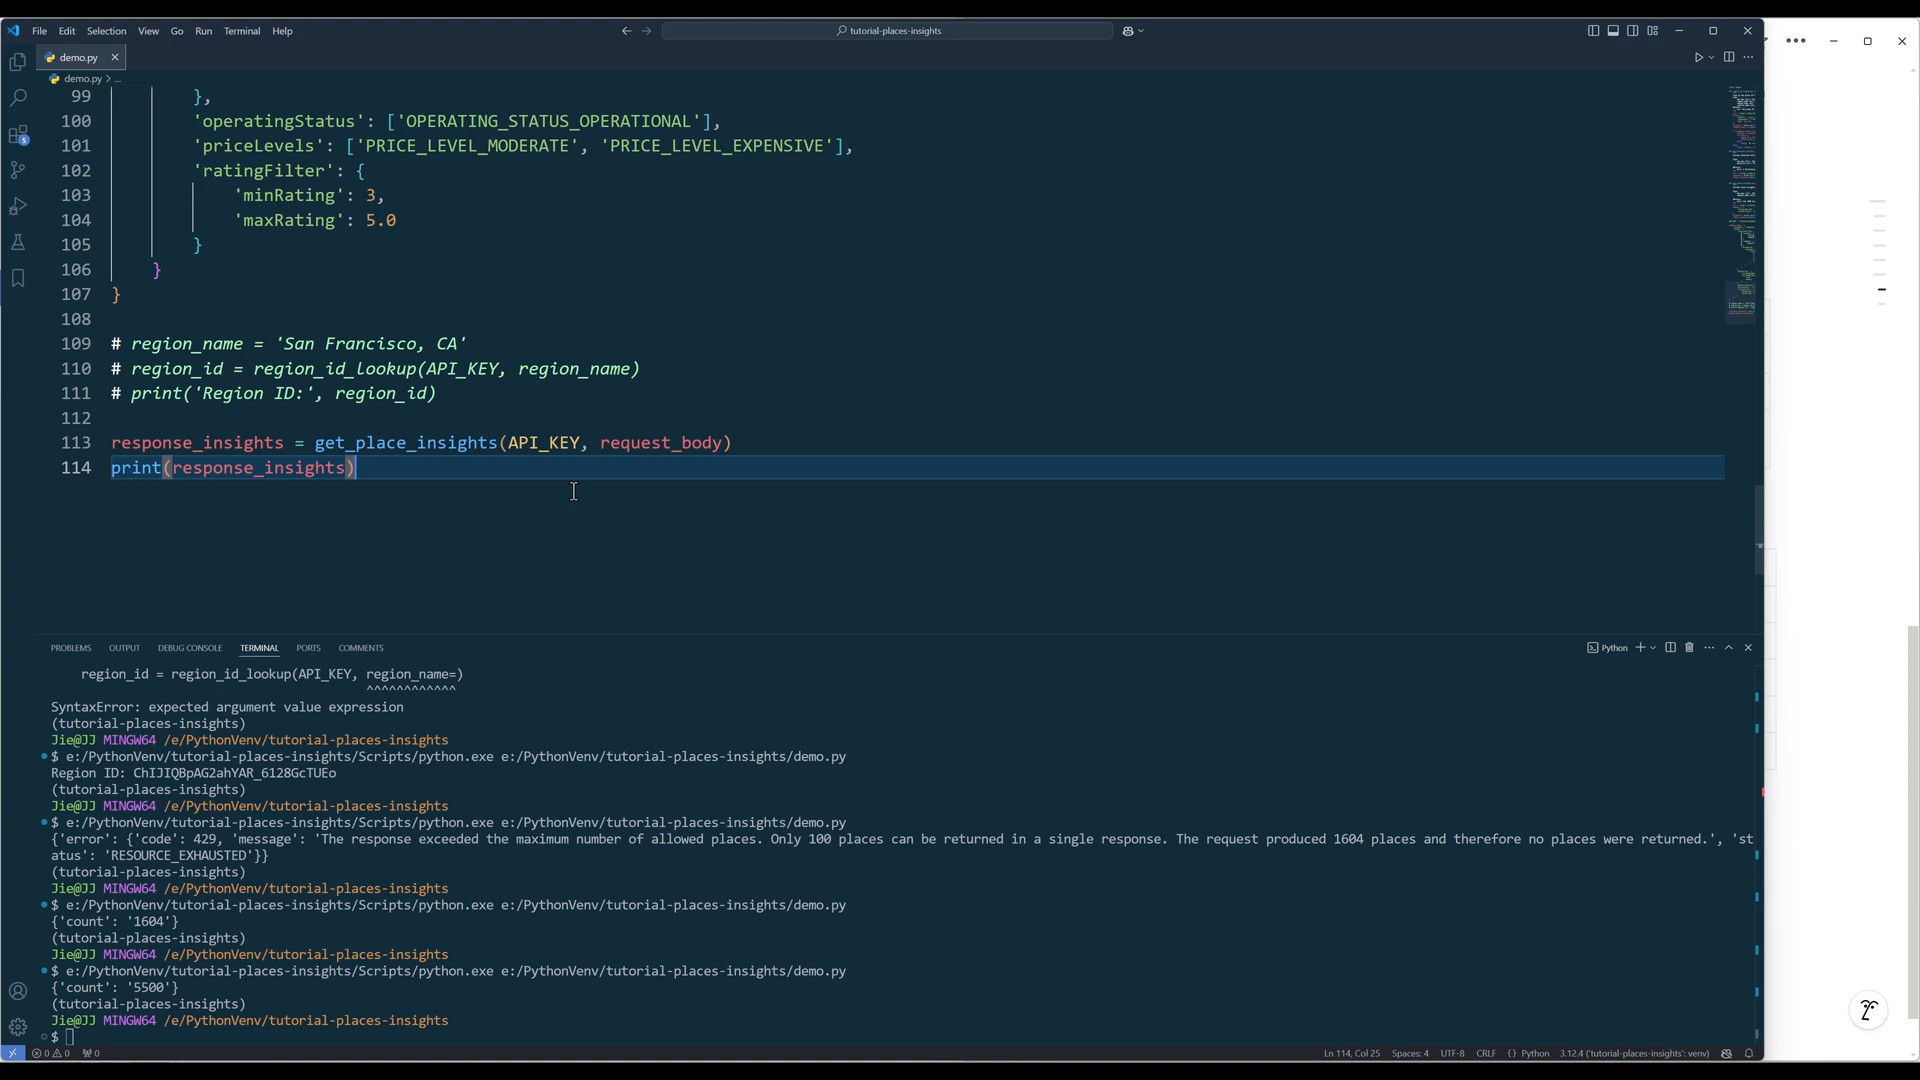 File Edit Selection View Go Run Terminal Help
tutorial-places-insights
demo.py
demo.py > ...
99 },
100 'operatingStatus': ['OPERATING_STATUS_OPERATIONAL'],
101 'priceLevels': ['PRICE_LEVEL_MODERATE', 'PRICE_LEVEL_EXPENSIVE'],
102 'ratingFilter': {
103 'minRating': 3,
104 'maxRating': 5.0
105 }
106 }
107 }
108
109 # region_name = 'San Francisco, CA'
110 # region_id = region_id_lookup(API_KEY, region_name)
111 # print('Region ID:', region_id)
112
113 response_insights = get_place_insights(API_KEY, request_body)
114 print(response_insights)
PROBLEMS OUTPUT DEBUG CONSOLE TERMINAL PORTS COMMENTS
Python
region_id = region_id_lookup(API_KEY, region_name=)
^^^^^^^^^^^^
SyntaxError: expected argument value expression
(tutorial-places-insights)
Jie@JJ MINGW64 /e/PythonVenv/tutorial-places-insights
$ e:/PythonVenv/tutorial-places-insights/Scripts/python.exe e:/PythonVenv/tutorial-places-insights/demo.py
Region ID: ChIJIQBpAG2ahYAR_6128GcTUEo
(tutorial-places-insights)
Jie@JJ MINGW64 /e/PythonVenv/tutorial-places-insights
$ e:/PythonVenv/tutorial-places-insights/Scripts/python.exe e:/PythonVenv/tutorial-places-insights/demo.py
{'error': {'code': 429, 'message': 'The response exceeded the maximum number of allowed places. Only 100 places can be returned in a single response. The request produced 1604 places and therefore no places were returned.', 'st
atus': 'RESOURCE_EXHAUSTED'}}
(tutorial-places-insights)
Jie@JJ MINGW64 /e/PythonVenv/tutorial-places-insights
$ e:/PythonVenv/tutorial-places-insights/Scripts/python.exe e:/PythonVenv/tutorial-places-insights/demo.py
{'count': '1604'}
(tutorial-places-insights)
Jie@JJ MINGW64 /e/PythonVenv/tutorial-places-insights
$ e:/PythonVenv/tutorial-places-insights/Scripts/python.exe e:/PythonVenv/tutorial-places-insights/demo.py
{'count': '5500'}
(tutorial-places-insights)
Jie@JJ MINGW64 /e/PythonVenv/tutorial-places-insights
$
0 0 0 Ln 114, Col 25 Spaces: 4 UTF-8 CRLF {} Python 3.12.4 ('tutorial-places-insights': venv)